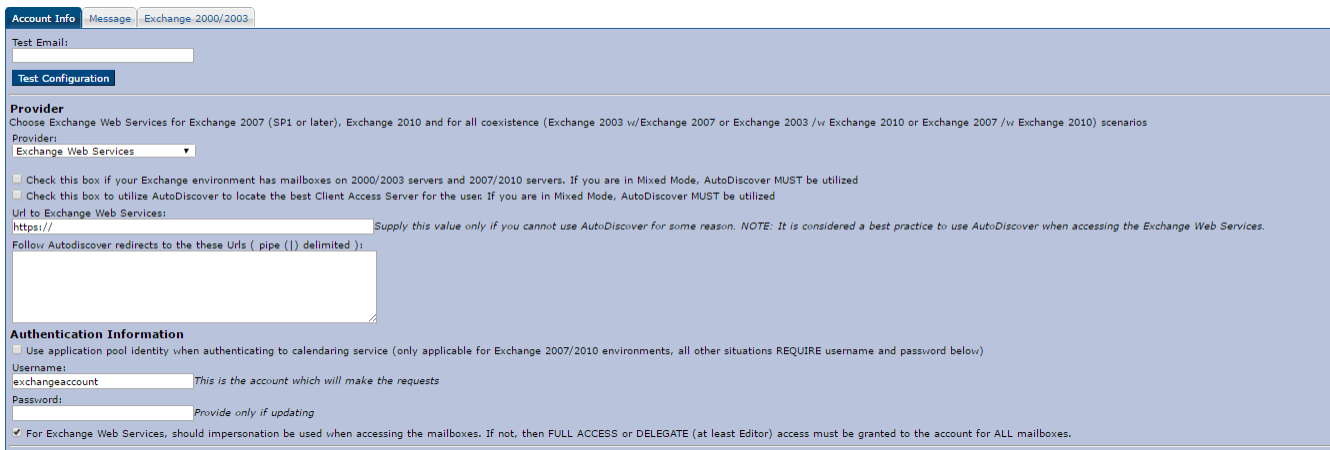 Account Info Message Exchange 2000/2003
Test Email:
Test Configuration
Provider
Choose Exchange Web Services for Exchange 2007 (SP1 or later), Exchange 2010 and for all coexistence (Exchange 2003 w/Exchange 2007 or Exchange 2003 /w Exchange 2010 or Exchange 2007 /w Exchange 2010) scenarios
Provider:
Exchange Web Services
Check this box if your Exchange environment has mailboxes on 2000/2003 servers and 2007/2010 servers. If you are in Mixed Mode, AutoDiscover MUST be utilized
Check this box to utilize AutoDiscover to locate the best Client Access Server for the user. If you are in Mixed Mode, AutoDiscover MUST be utilized
Url to Exchange Web Services:
https:// Supply this value only if you cannot use AutoDiscover for some reason. NOTE: It is considered a best practice to use AutoDiscover when accessing the Exchange Web Services.
Follow Autodiscover redirects to the these Urls ( pipe (|) delimited ):
Authentication Information
Use application pool identity when authenticating to calendaring service (only applicable for Exchange 2007/2010 environments, all other situations REQUIRE username and password below)
Username:
exchangeaccount This is the account which will make the requests
Password:
Provide only if updating
For Exchange Web Services, should impersonation be used when accessing the mailboxes. If not, then FULL ACCESS or DELEGATE (at least Editor) access must be granted to the account for ALL mailboxes.